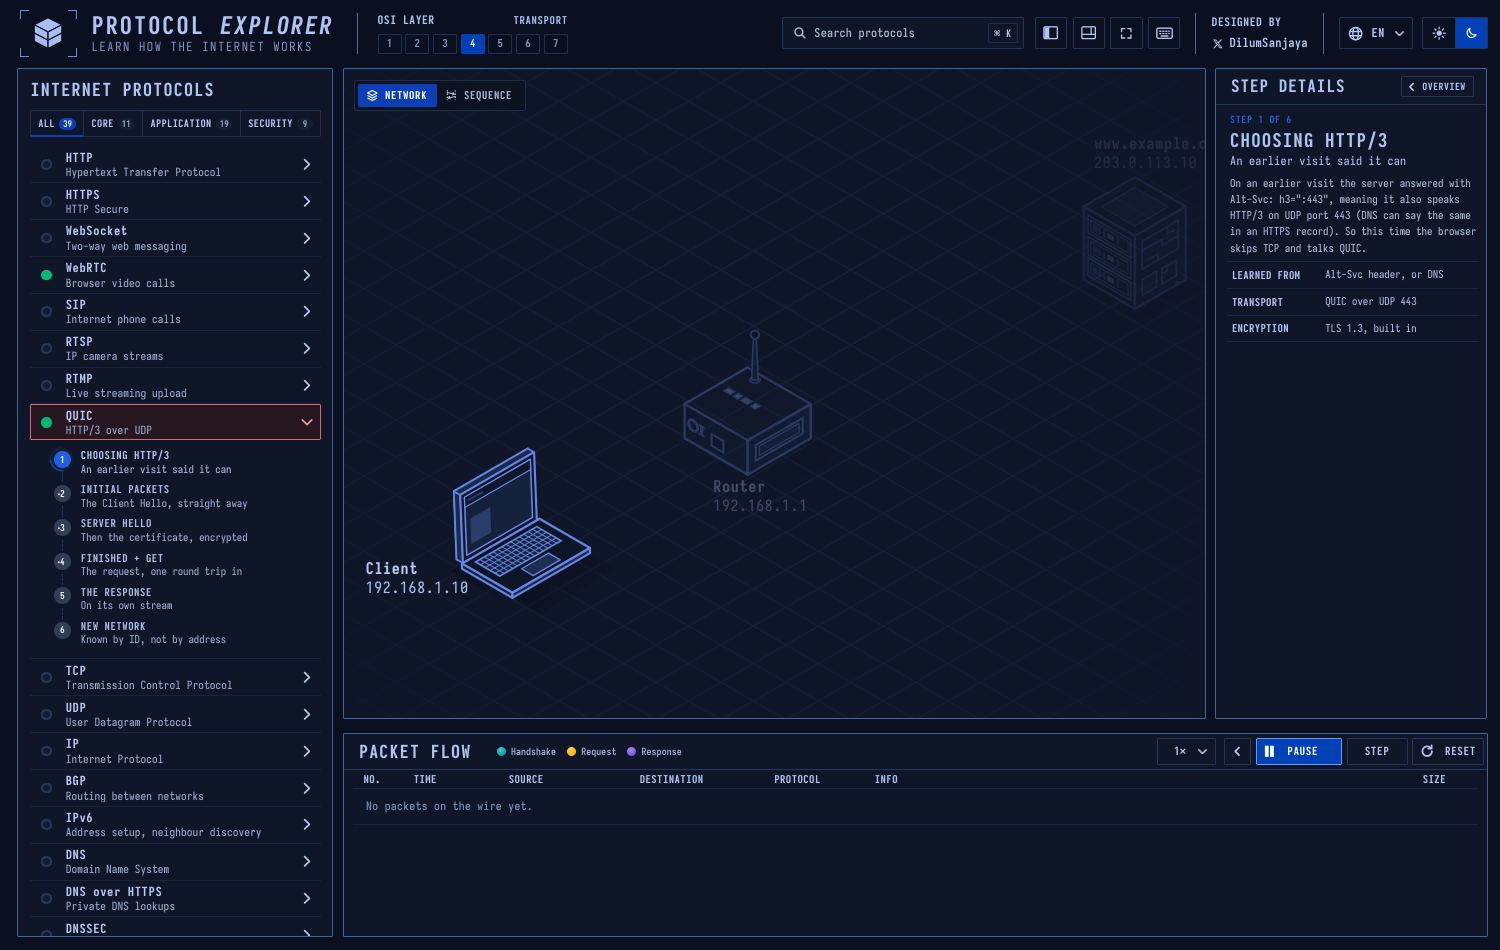 PROTOCOL EXPLORER
LEARN HOW THE INTERNET WORKS
OSI LAYER
TRANSPORT
1 2 3 4 5 6 7
Search protocols
⌘ K
DESIGNED BY
DilumSanjaya
EN
INTERNET PROTOCOLS
ALL 39
CORE 11
APPLICATION 19
SECURITY 9
HTTP
Hypertext Transfer Protocol
HTTPS
HTTP Secure
WebSocket
Two-way web messaging
WebRTC
Browser video calls
SIP
Internet phone calls
RTSP
IP camera streams
RTMP
Live streaming upload
QUIC
HTTP/3 over UDP
1
CHOOSING HTTP/3
An earlier visit said it can
2
INITIAL PACKETS
The Client Hello, straight away
3
SERVER HELLO
Then the certificate, encrypted
4
FINISHED + GET
The request, one round trip in
5
THE RESPONSE
On its own stream
6
NEW NETWORK
Known by ID, not by address
TCP
Transmission Control Protocol
UDP
User Datagram Protocol
IP
Internet Protocol
BGP
Routing between networks
IPv6
Address setup, neighbour discovery
DNS
Domain Name System
DNS over HTTPS
Private DNS lookups
DNSSEC
NETWORK
SEQUENCE
www.example.c
203.0.113.10
Router
192.168.1.1
Client
192.168.1.10
STEP DETAILS
OVERVIEW
STEP 1 OF 6
CHOOSING HTTP/3
An earlier visit said it can
On an earlier visit the server answered with
Alt-Svc: h3=":443", meaning it also speaks
HTTP/3 on UDP port 443 (DNS can say the same
in an HTTPS record). So this time the browser
skips TCP and talks QUIC.
LEARNED FROM Alt-Svc header, or DNS
TRANSPORT QUIC over UDP 443
ENCRYPTION TLS 1.3, built in
PACKET FLOW
Handshake
Request
Response
1×
PAUSE
STEP
RESET
NO. TIME SOURCE DESTINATION PROTOCOL INFO SIZE
No packets on the wire yet.